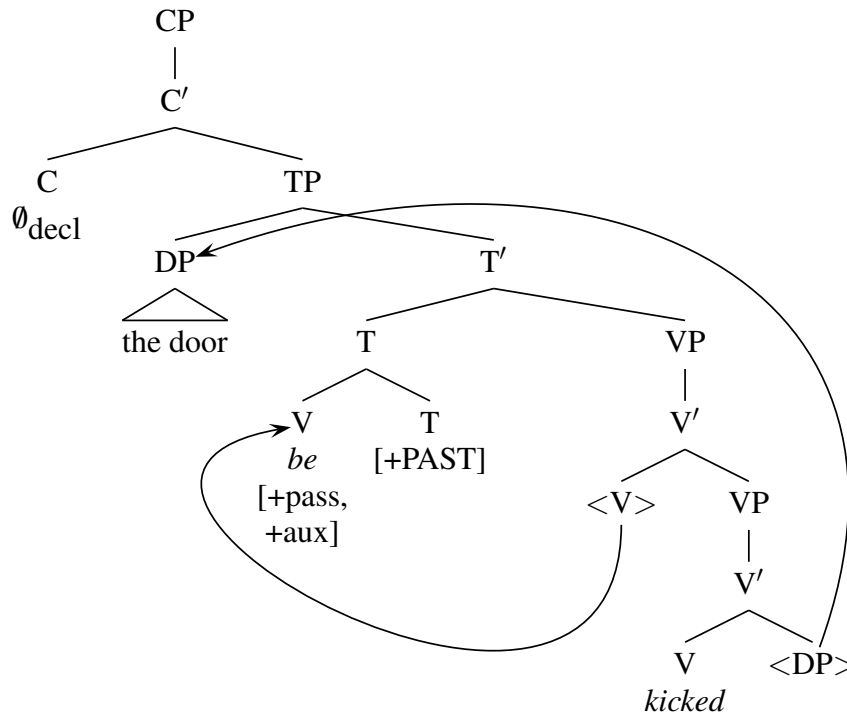 CP
C′
C TP
∅decl
DP T′
the door T VP
V T V′
be [+PAST]
[+pass, <V> VP
+aux]
V′
V <DP>
kicked